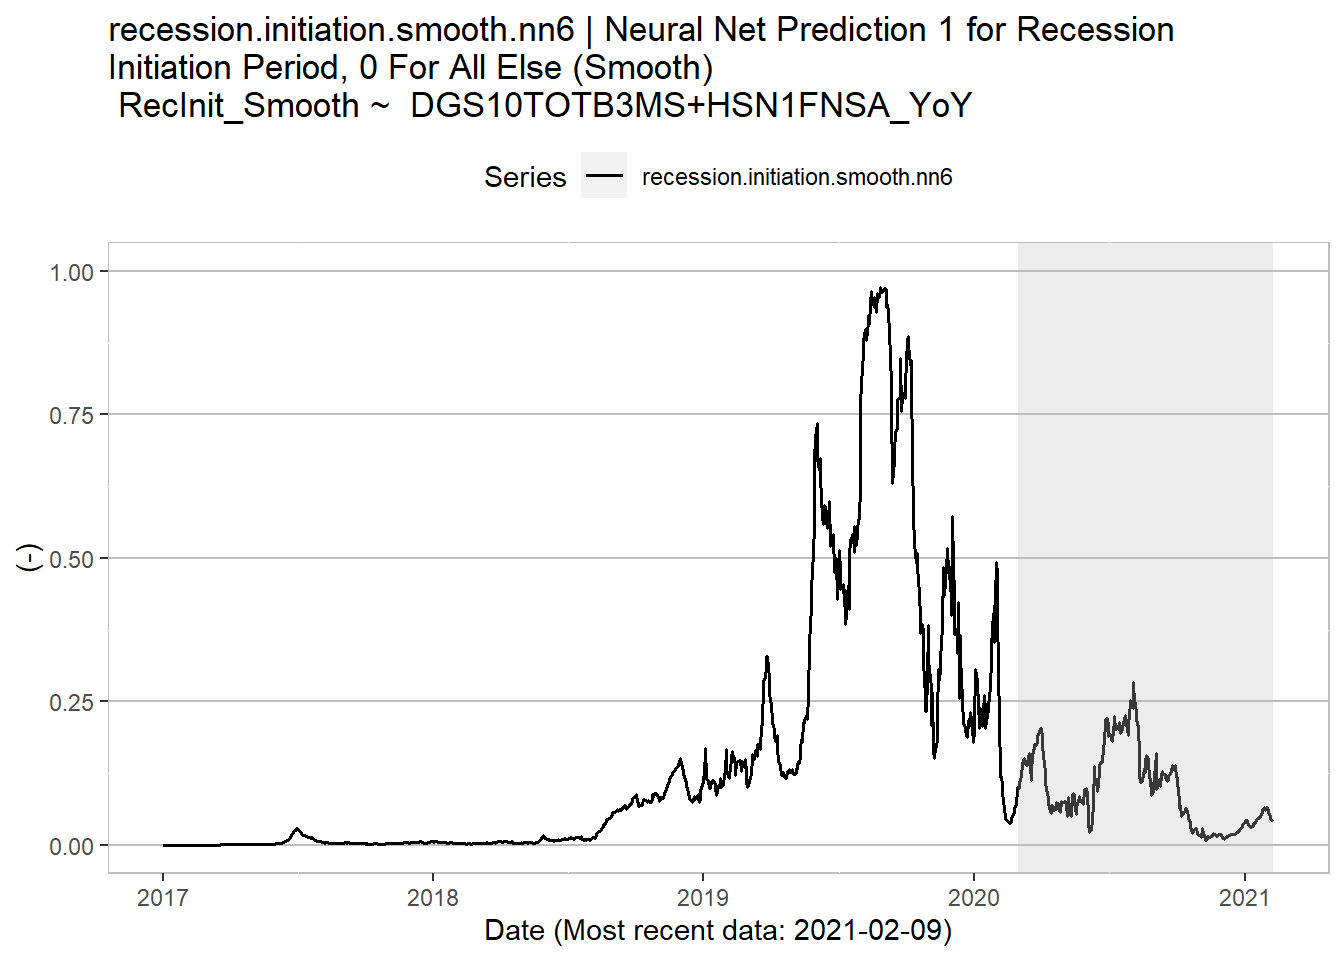 recession.initiation.smooth.nn6 | Neural Net Prediction 1 for Recession
Initiation Period, 0 For All Else (Smooth)
RecInit_Smooth ~  DGS10TOTB3MS+HSN1FNSA_YoY
Series
recession.initiation.smooth.nn6
1.00
0.75
0.50
0.25
0.00
(-)
2017
2018
2019
2020
2021
Date (Most recent data: 2021-02-09)